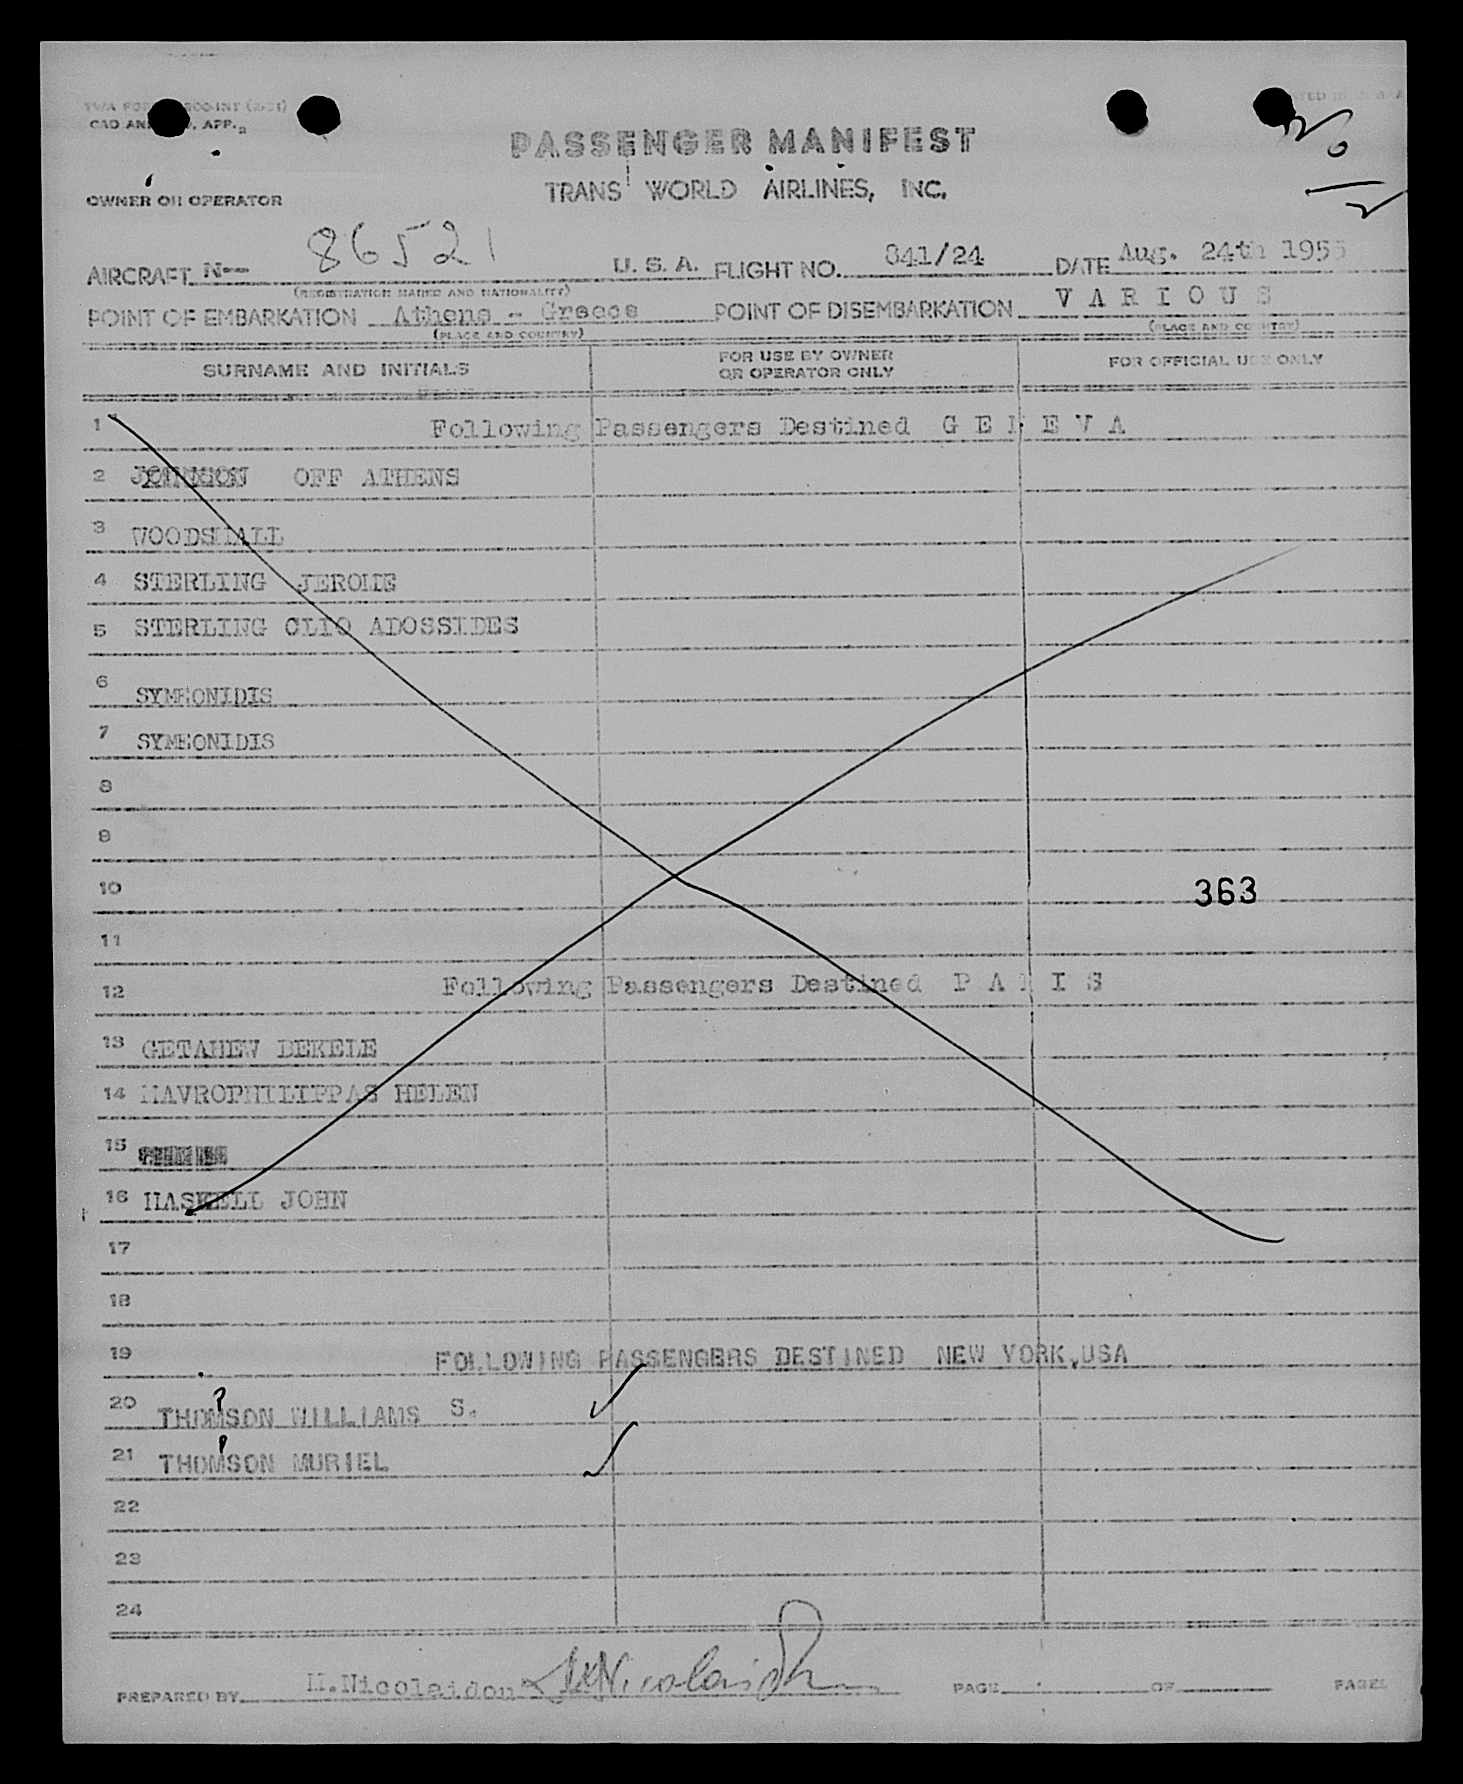 PASSENGER MANIFEST
TRANS WORLD AIRLINES, INC.
OWNER OR OPERATOR
AIRCRAFT N-- 86521 U. S. A. FLIGHT NO. 841/24 DATE Aug. 24th 1955
(REGISTRATION MARKS AND NATIONALITY)
POINT OF EMBARKATION Athens - Greece POINT OF DISEMBARKATION V A R I O U S
(PLACE AND COUNTRY) (PLACE AND COUNTRY)
SURNAME AND INITIALS FOR USE BY OWNER OR OPERATOR ONLY FOR OFFICIAL USE ONLY
1 Following Passengers Destined G E N E V A
2 JOHNSON OFF ATHENS
3 WOODSHALL
4 STERLING JEROME
5 STERLING CLIO ADOSSIDES
6 SYMEONIDIS
7 SYMEONIDIS
8
9
10 363
11
12 Following Passengers Destined P A R I S
13 GETAHEW BEKELE
14 MAVROPHILIPPAS HELEN
15
16 HASKELL JOHN
17
18
19 FOLLOWING PASSENGERS DESTINED NEW YORK,USA
20 THOMSON WILLIAMS S.
21 THOMSON MURIEL
22
23
24
PREPARED BY H.Nicolaidou PAGE OF PAGES